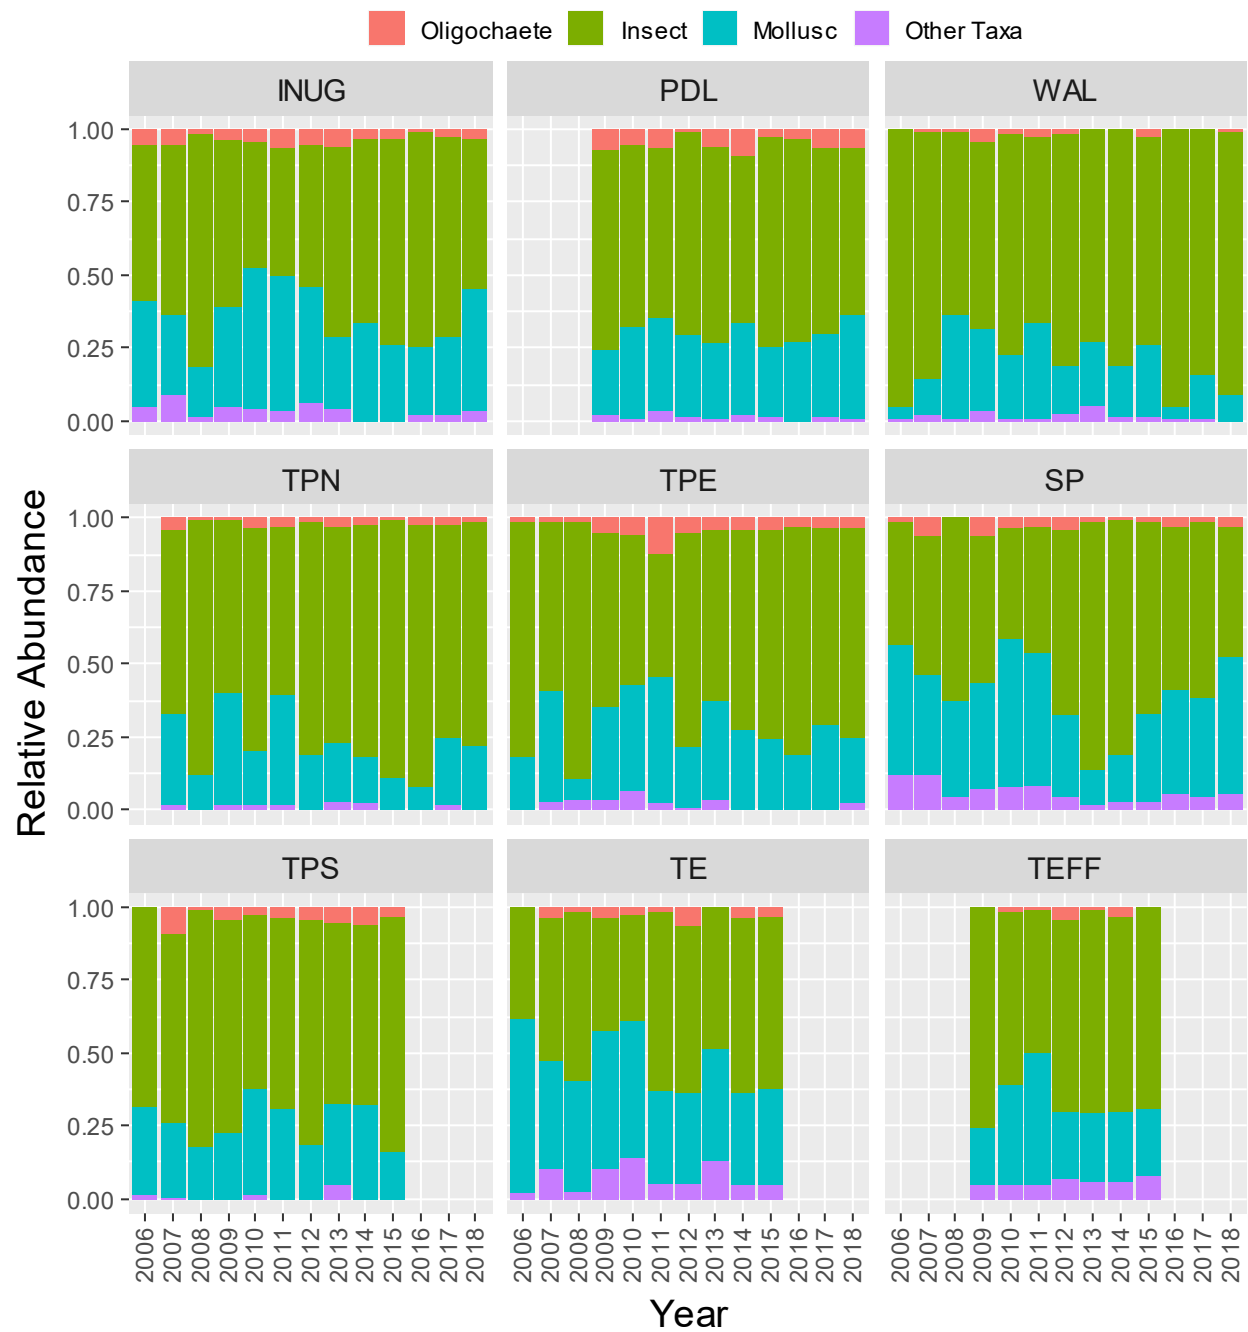 Oligochaete Insect Mollusc Other Taxa
INUG PDL WAL
1.00
0.75
0.50
0.25
0.00
TPN TPE SP
1.00
0.75
0.50
0.25
0.00
TPS TE TEFF
1.00
0.75
0.50
0.25
0.00
Relative Abundance
2006 2007 2008 2009 2010 2011 2012 2013 2014 2015 2016 2017 2018 2006 2007 2008 2009 2010 2011 2012 2013 2014 2015 2016 2017 2018 2006 2007 2008 2009 2010 2011 2012 2013 2014 2015 2016 2017 2018
Year